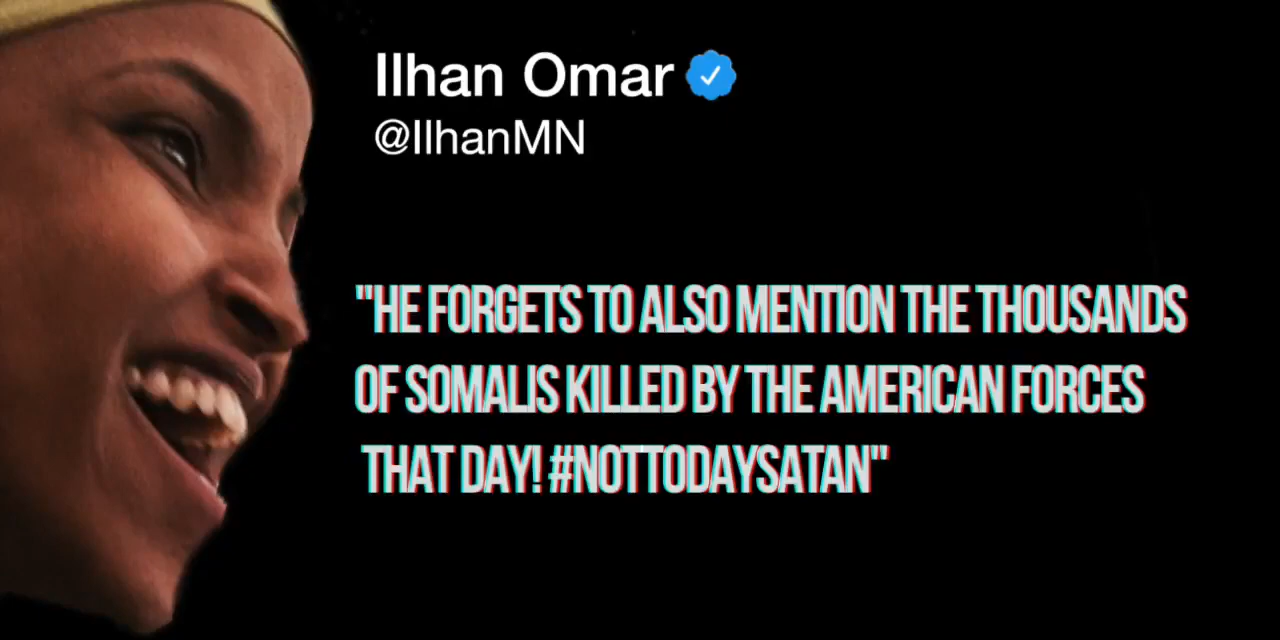 Ilhan Omar
@IlhanMN
"HE FORGETS TO ALSO MENTION THE THOUSANDS
OF SOMALIS KILLED BY THE AMERICAN FORCES
THAT DAY! #NOTTODAYSATAN"